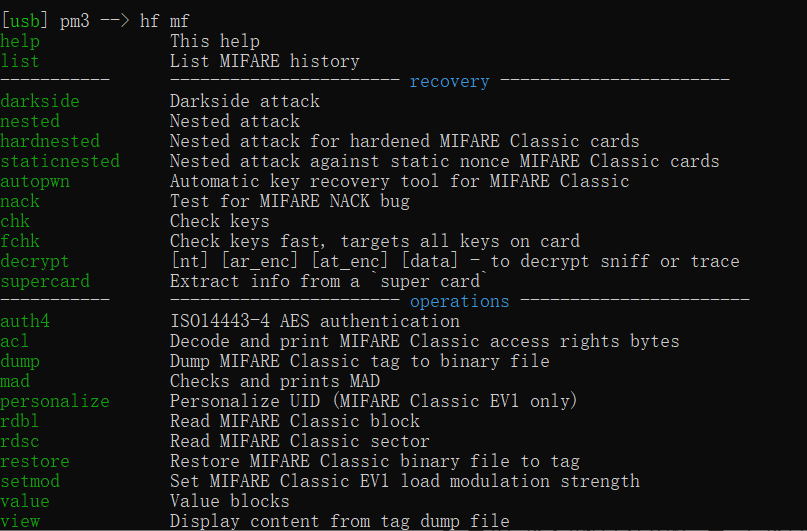 [usb] pm3 --> hf mf
help This help
list List MIFARE history
----------- ----------------------- recovery -----------------------
darkside Darkside attack
nested Nested attack
hardnested Nested attack for hardened MIFARE Classic cards
staticnested Nested attack against static nonce MIFARE Classic cards
autopwn Automatic key recovery tool for MIFARE Classic
nack Test for MIFARE NACK bug
chk Check keys
fchk Check keys fast, targets all keys on card
decrypt [nt] [ar_enc] [at_enc] [data] - to decrypt sniff or trace
supercard Extract info from a `super card`
----------- ----------------------- operations -----------------------
auth4 ISO14443-4 AES authentication
acl Decode and print MIFARE Classic access rights bytes
dump Dump MIFARE Classic tag to binary file
mad Checks and prints MAD
personalize Personalize UID (MIFARE Classic EV1 only)
rdbl Read MIFARE Classic block
rdsc Read MIFARE Classic sector
restore Restore MIFARE Classic binary file to tag
setmod Set MIFARE Classic EV1 load modulation strength
value Value blocks
view Display content from tag dump file